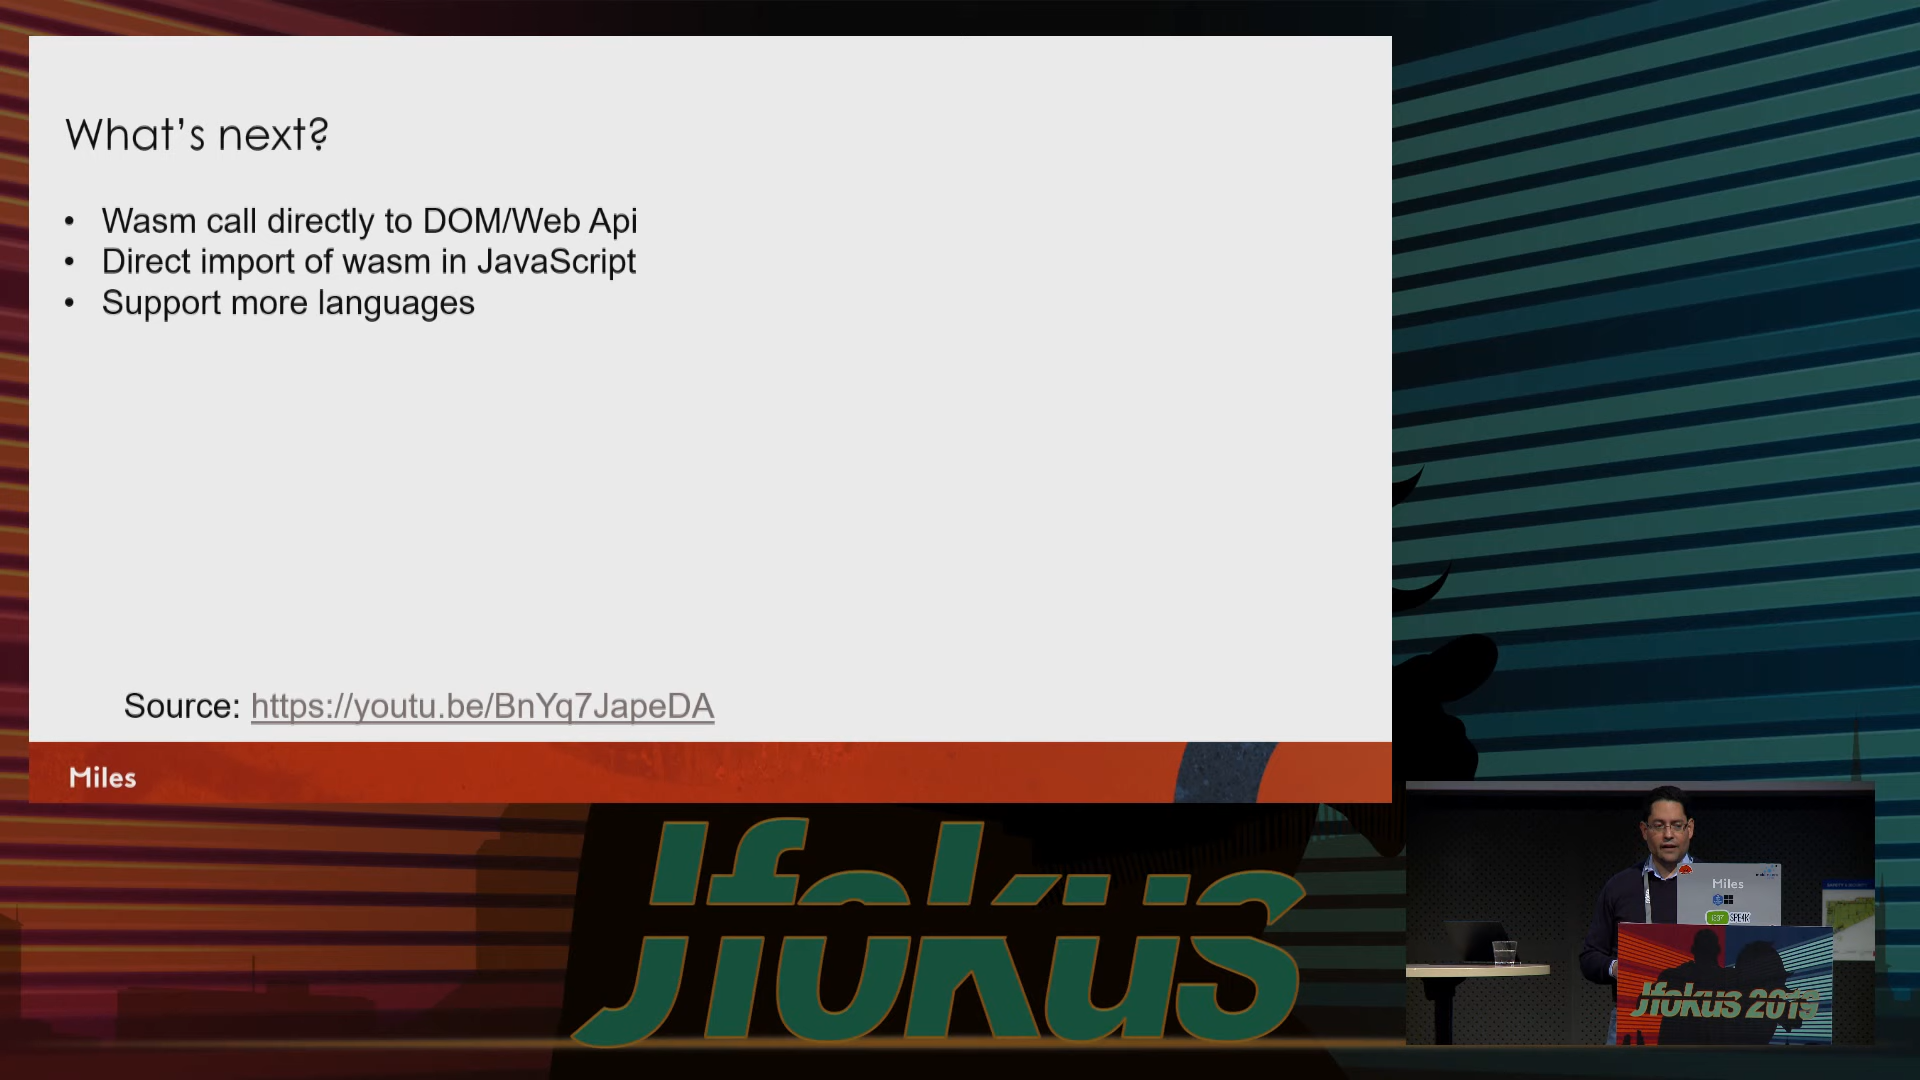 What's next?
• Wasm call directly to DOM/Web Api
• Direct import of wasm in JavaScript
• Support more languages
Source: https://youtu.be/BnYq7JapeDA
Miles
Jfokus
Miles
SPE4K
Jfokus 2019